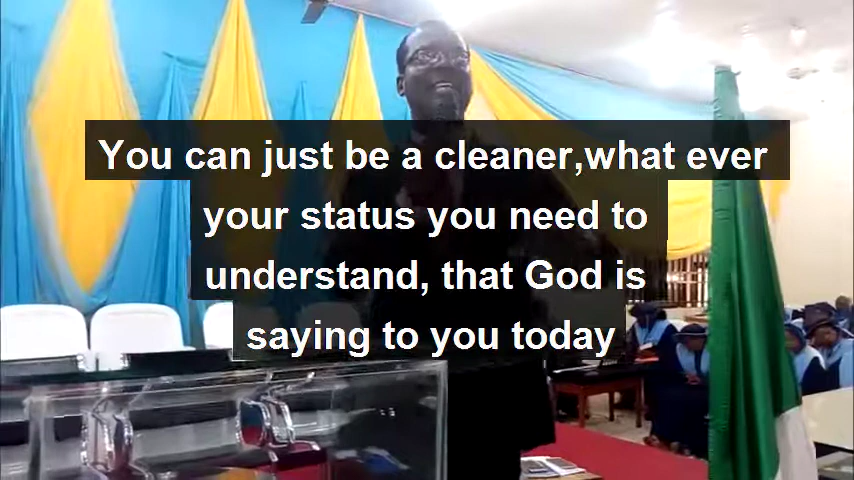 You can just be a cleaner,what ever
your status you need to
understand, that God is
saying to you today